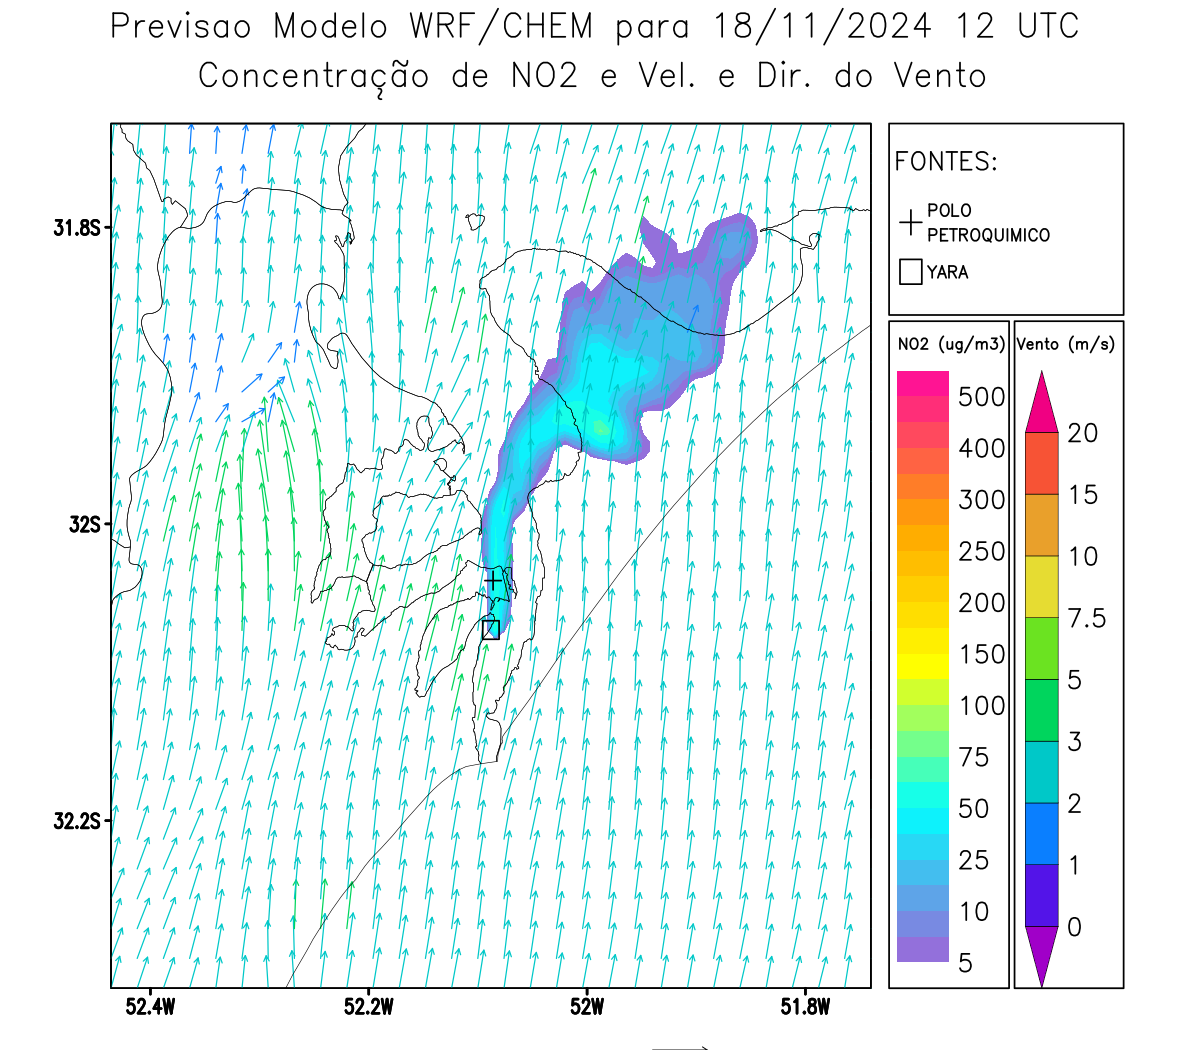 Previsao Modelo WRF/CHEM para 18/11/2024 12 UTC
Concentração de NO2 e Vel. e Dir. do Vento
FONTES:
POLO
PETROQUIMICO
YARA
NO2 (ug/m3)
500
400
300
250
200
150
100
75
50
25
10
5
Vento (m/s)
20
15
10
7.5
5
3
2
1
0
31.8S
32S
32.2S
52.4W
52.2W
52W
51.8W